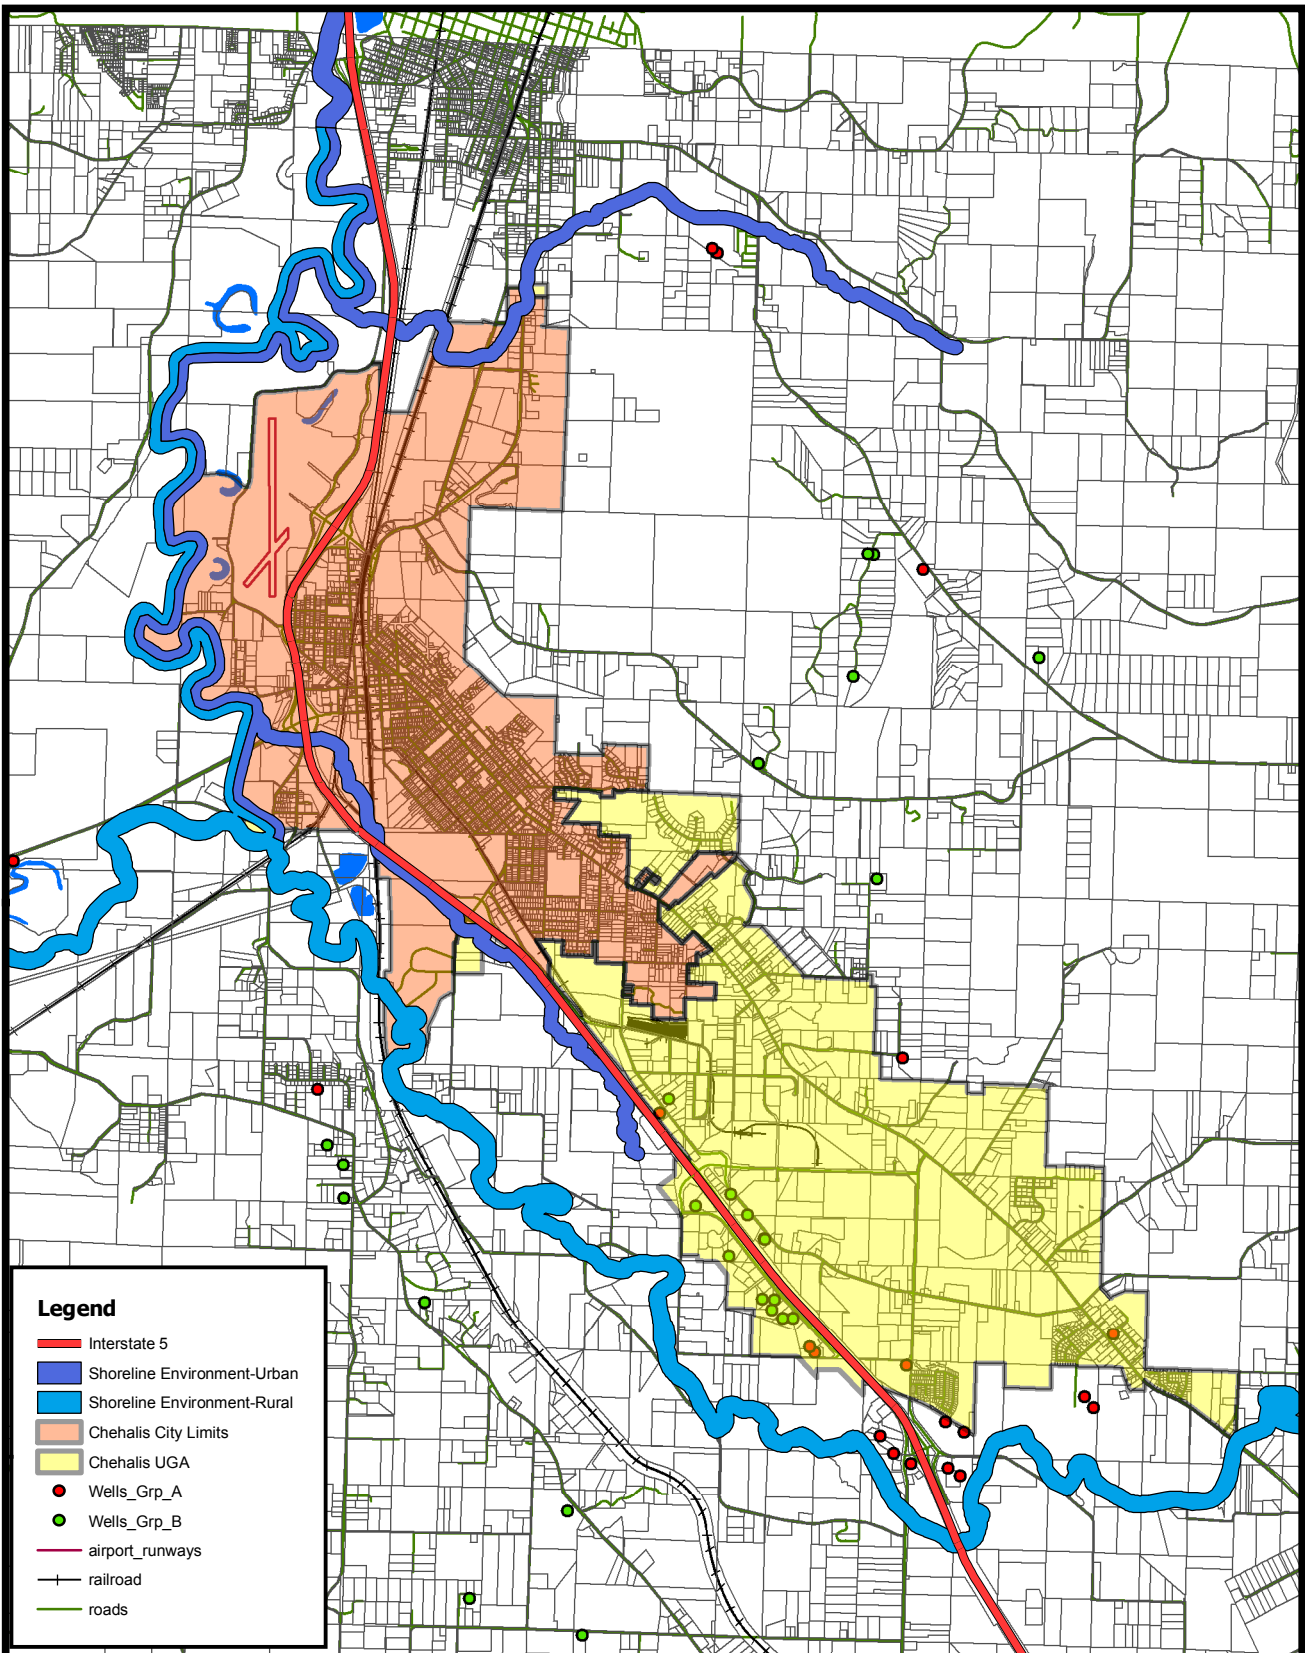 Legend
Interstate 5
Shoreline Environment-Urban
Shoreline Environment-Rural
Chehalis City Limits
Chehalis UGA
Wells_Grp_A
Wells_Grp_B
airport_runways
railroad
roads